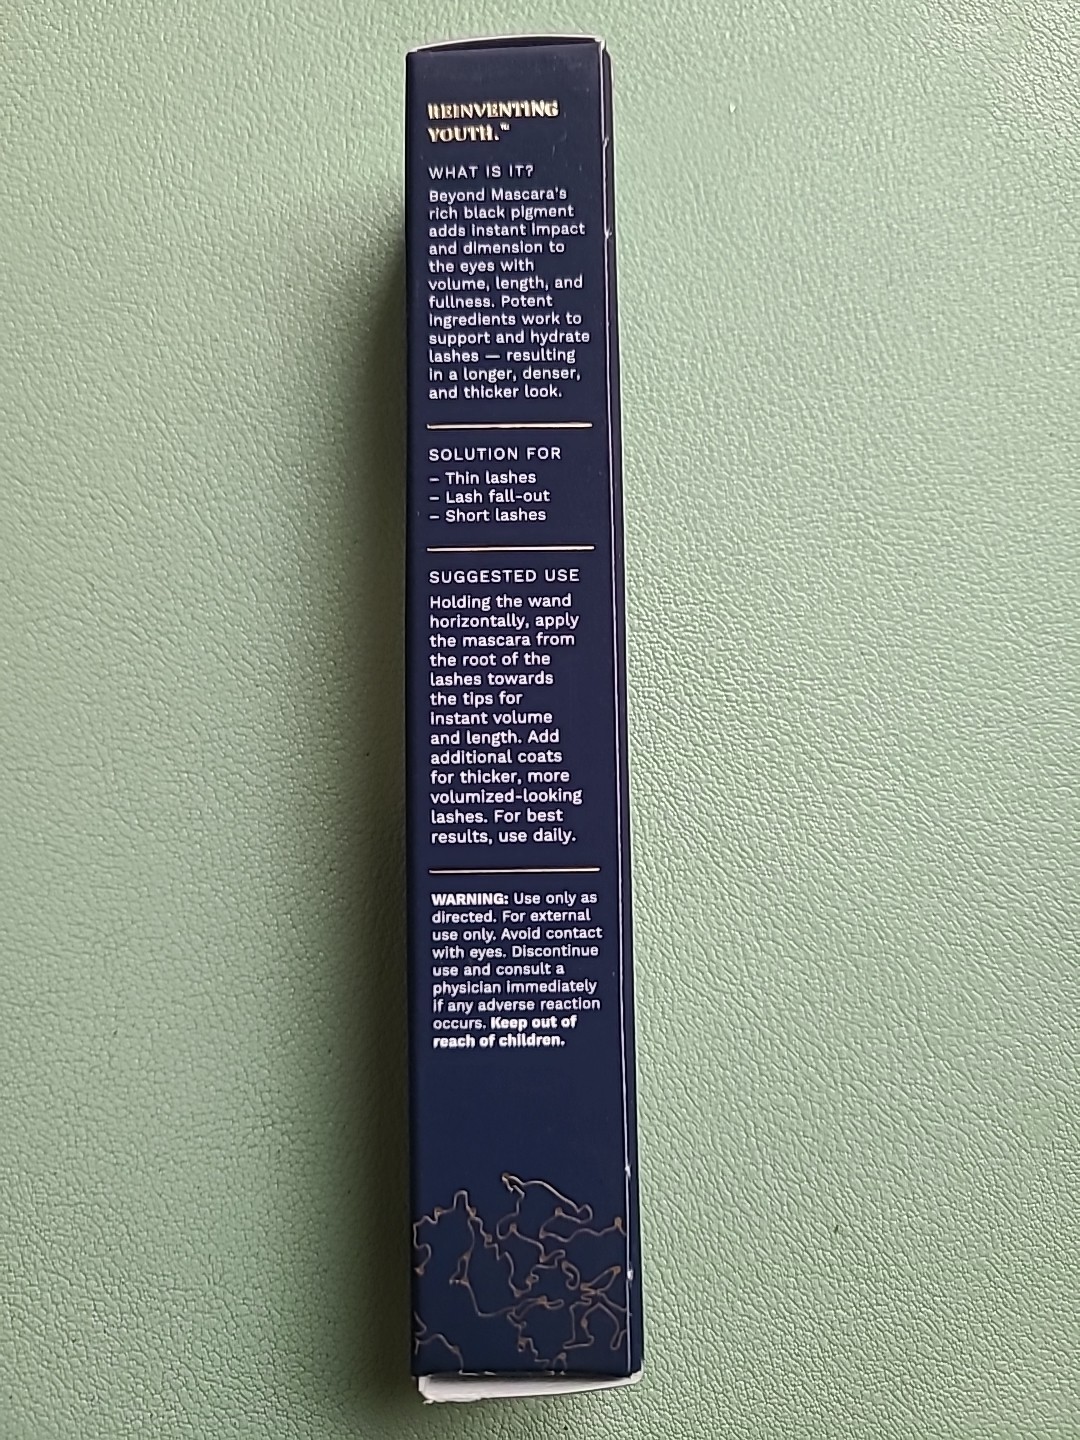 REINVENTING
YOUTH.™
WHAT IS IT?
Beyond Mascara's
rich black pigment
adds instant impact
and dimension to
the eyes with
volume, length, and
fullness. Potent
ingredients work to
support and hydrate
lashes — resulting
in a longer, denser,
and thicker look.
SOLUTION FOR
– Thin lashes
– Lash fall-out
– Short lashes
SUGGESTED USE
Holding the wand
horizontally, apply
the mascara from
the root of the
lashes towards
the tips for
instant volume
and length. Add
additional coats
for thicker, more
volumized-looking
lashes. For best
results, use daily.
WARNING: Use only as
directed. For external
use only. Avoid contact
with eyes. Discontinue
use and consult a
physician immediately
if any adverse reaction
occurs. Keep out of
reach of children.